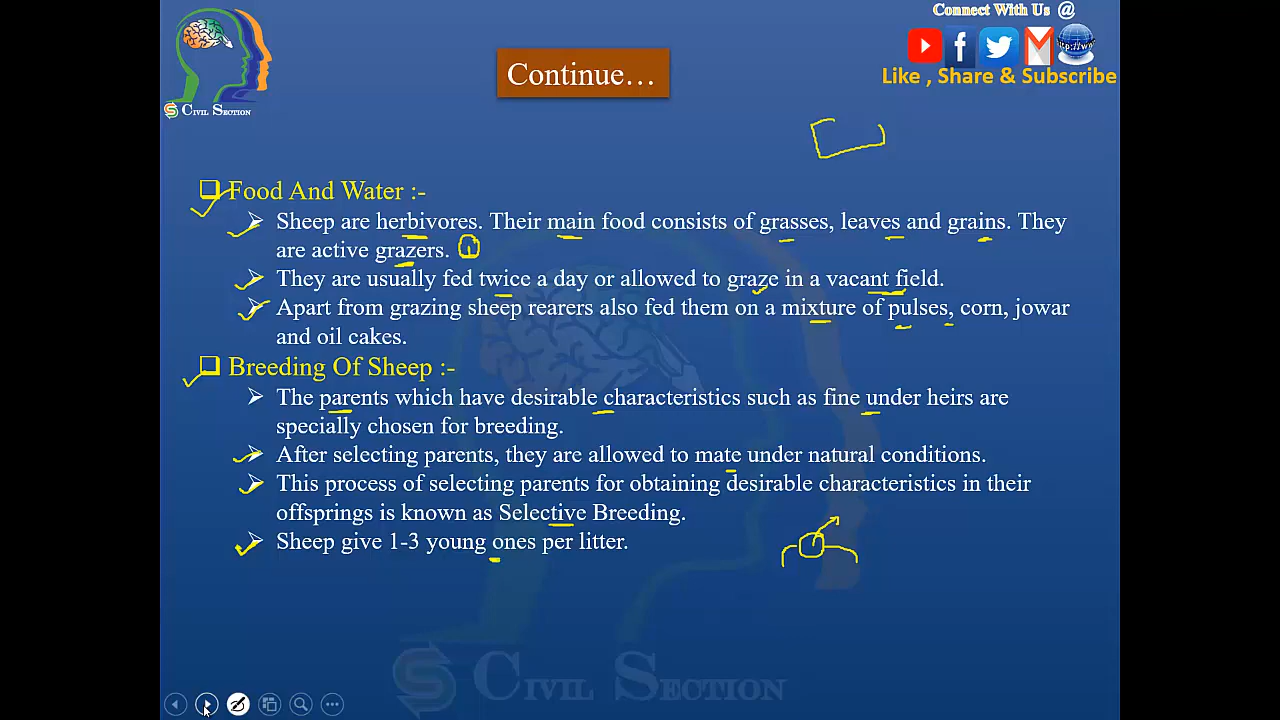 Connect With Us @
http://w
Like , Share & Subscribe
CIVIL SECTION
Continue…
Food And Water :-
Sheep are herbivores. Their main food consists of grasses, leaves and grains. They
are active grazers.
They are usually fed twice a day or allowed to graze in a vacant field.
Apart from grazing sheep rearers also fed them on a mixture of pulses, corn, jowar
and oil cakes.
Breeding Of Sheep :-
The parents which have desirable characteristics such as fine under heirs are
specially chosen for breeding.
After selecting parents, they are allowed to mate under natural conditions.
This process of selecting parents for obtaining desirable characteristics in their
offsprings is known as Selective Breeding.
Sheep give 1-3 young ones per litter.
CIVIL SECTION